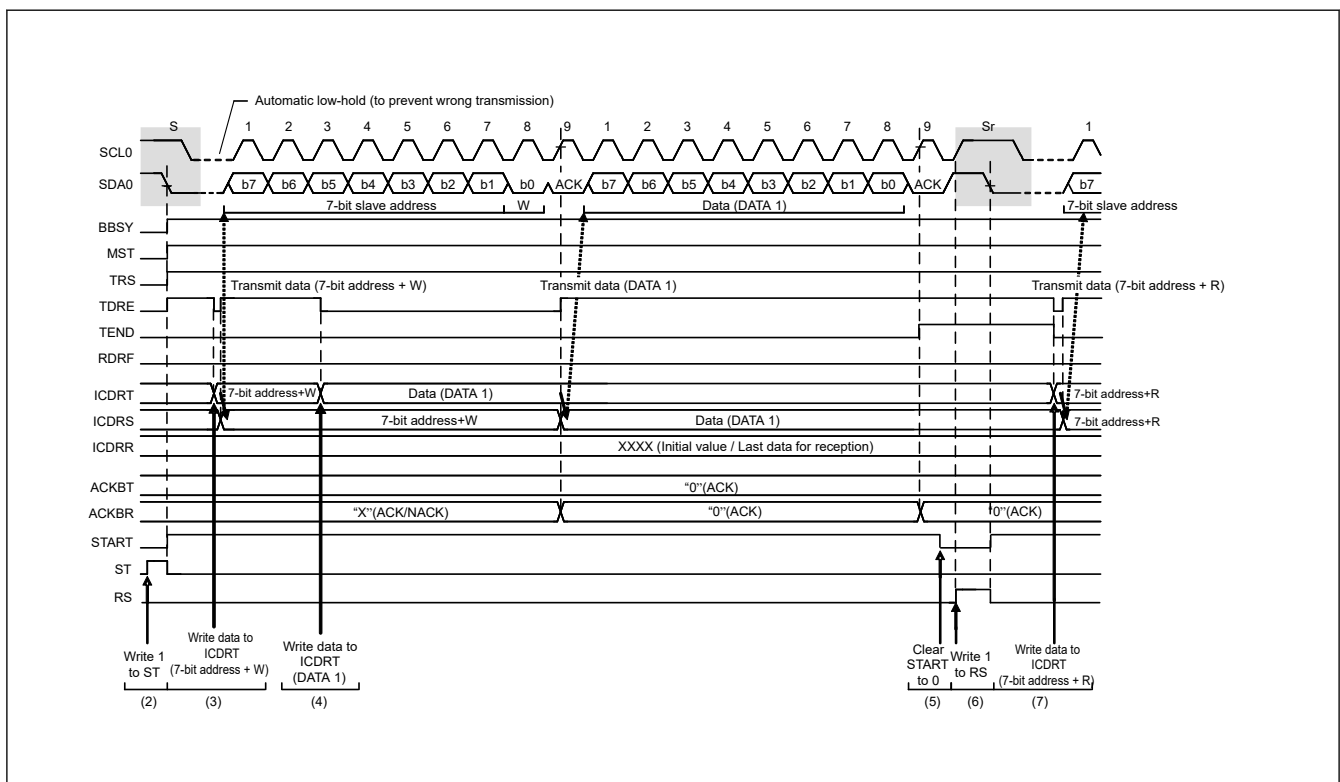 Automatic low-hold (to prevent wrong transmission)
S 1 2 3 4 5 6 7 8 9 1 2 3 4 5 6 7 8 9 Sr 1
SCL0
SDA0 b7 b6 b5 b4 b3 b2 b1 b0 ACK b7 b6 b5 b4 b3 b2 b1 b0 ACK b7
7-bit slave address W Data (DATA 1) 7-bit slave address
BBSY
MST
TRS
Transmit data (7-bit address + W) Transmit data (DATA 1) Transmit data (7-bit address + R)
TDRE
TEND
RDRF
ICDRT 7-bit address+W Data (DATA 1) 7-bit address+R
ICDRS 7-bit address+W Data (DATA 1) 7-bit address+R
ICDRR XXXX (Initial value / Last data for reception)
ACKBT "0"(ACK)
ACKBR "X"(ACK/NACK) "0"(ACK) "0"(ACK)
START
ST
RS
Write 1
to ST
Write data to
ICDRT
(7-bit address + W)
Write data to
ICDRT
(DATA 1)
Clear
START
to 0
Write 1
to RS
Write data to
ICDRT
(7-bit address + R)
(2) (3) (4) (5) (6) (7)